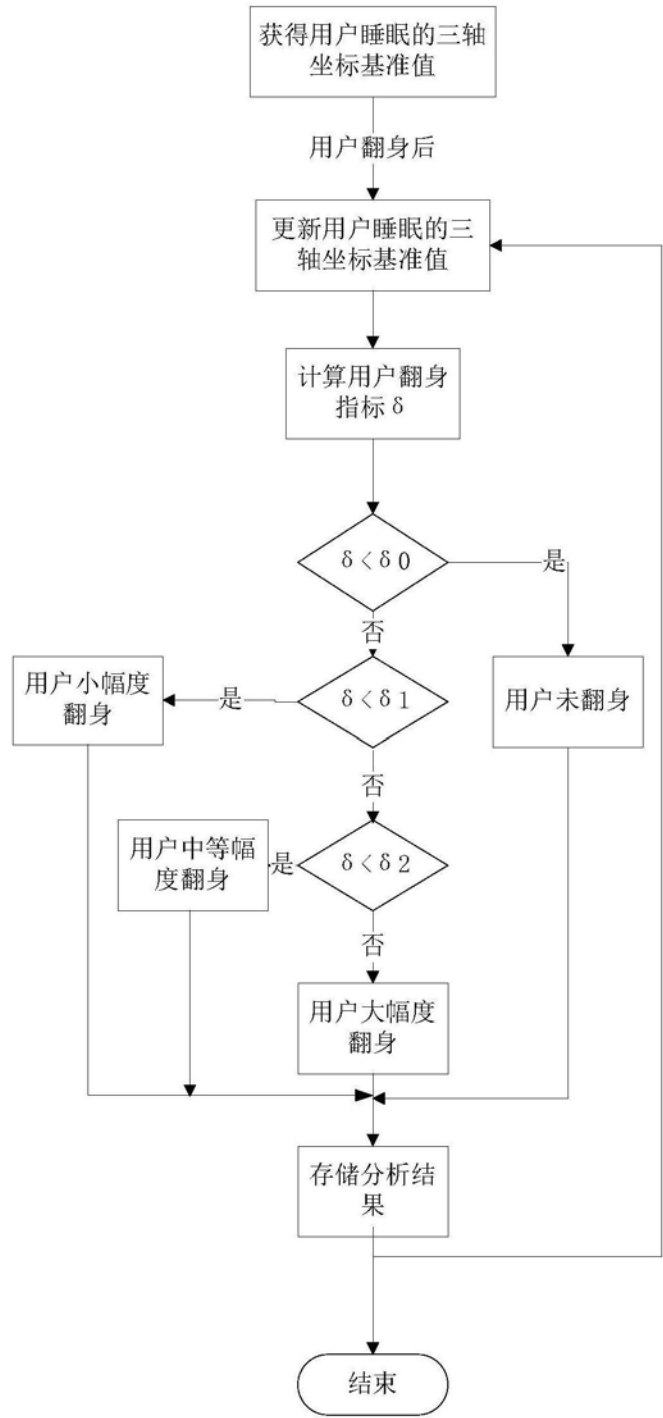 获得用户睡眠的三轴
坐标基准值
用户翻身后
更新用户睡眠的三
轴坐标基准值
计算用户翻身
指标δ
δ＜δ0
是
否
用户小幅度
翻身
是
δ＜δ1
用户未翻身
否
用户中等幅
度翻身
是
δ＜δ2
否
用户大幅度
翻身
存储分析结
果
结束